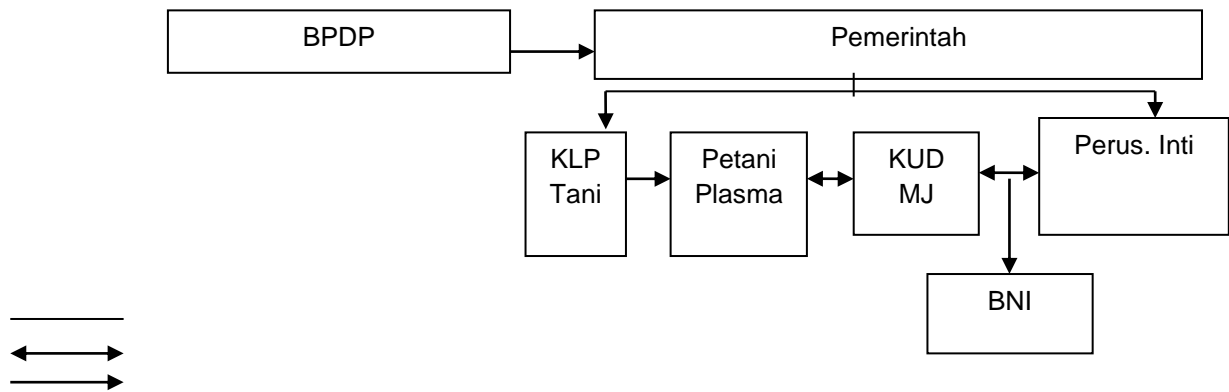 BPDP
Pemerintah
KLP
Tani
Petani
Plasma
KUD
MJ
Perus. Inti
BNI